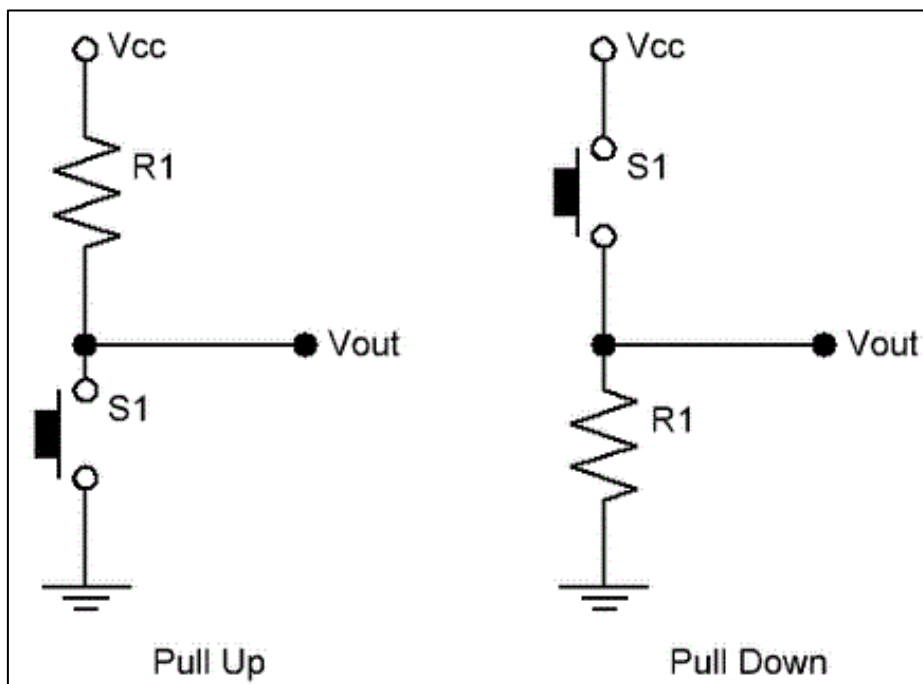 Vcc
R1
Vout
S1
Pull Up
Vcc
S1
Vout
R1
Pull Down